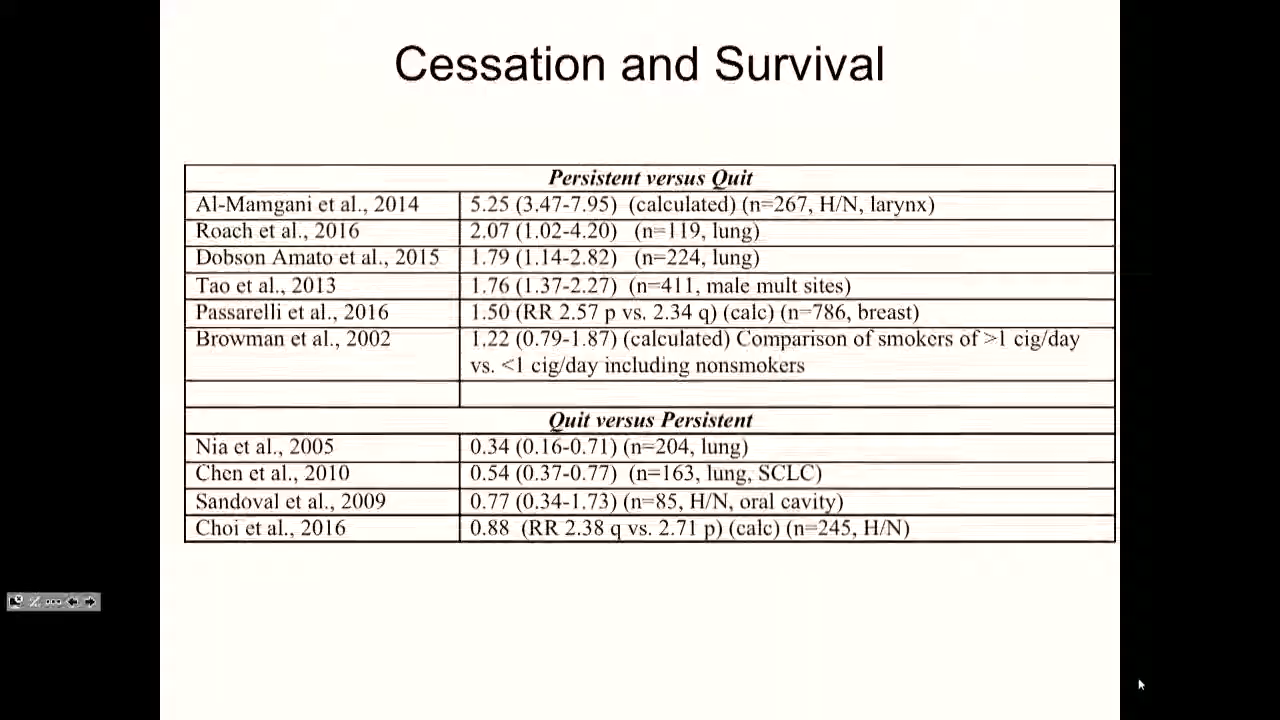 Cessation and Survival
Persistent versus Quit
Al-Mamgani et al., 2014 5.25 (3.47-7.95) (calculated) (n=267, H/N, larynx)
Roach et al., 2016 2.07 (1.02-4.20) (n=119, lung)
Dobson Amato et al., 2015 1.79 (1.14-2.82) (n=224, lung)
Tao et al., 2013 1.76 (1.37-2.27) (n=411, male mult sites)
Passarelli et al., 2016 1.50 (RR 2.57 p vs. 2.34 q) (calc) (n=786, breast)
Browman et al., 2002 1.22 (0.79-1.87) (calculated) Comparison of smokers of >1 cig/day
vs. <1 cig/day including nonsmokers
Quit versus Persistent
Nia et al., 2005 0.34 (0.16-0.71) (n=204, lung)
Chen et al., 2010 0.54 (0.37-0.77) (n=163, lung, SCLC)
Sandoval et al., 2009 0.77 (0.34-1.73) (n=85, H/N, oral cavity)
Choi et al., 2016 0.88 (RR 2.38 q vs. 2.71 p) (calc) (n=245, H/N)